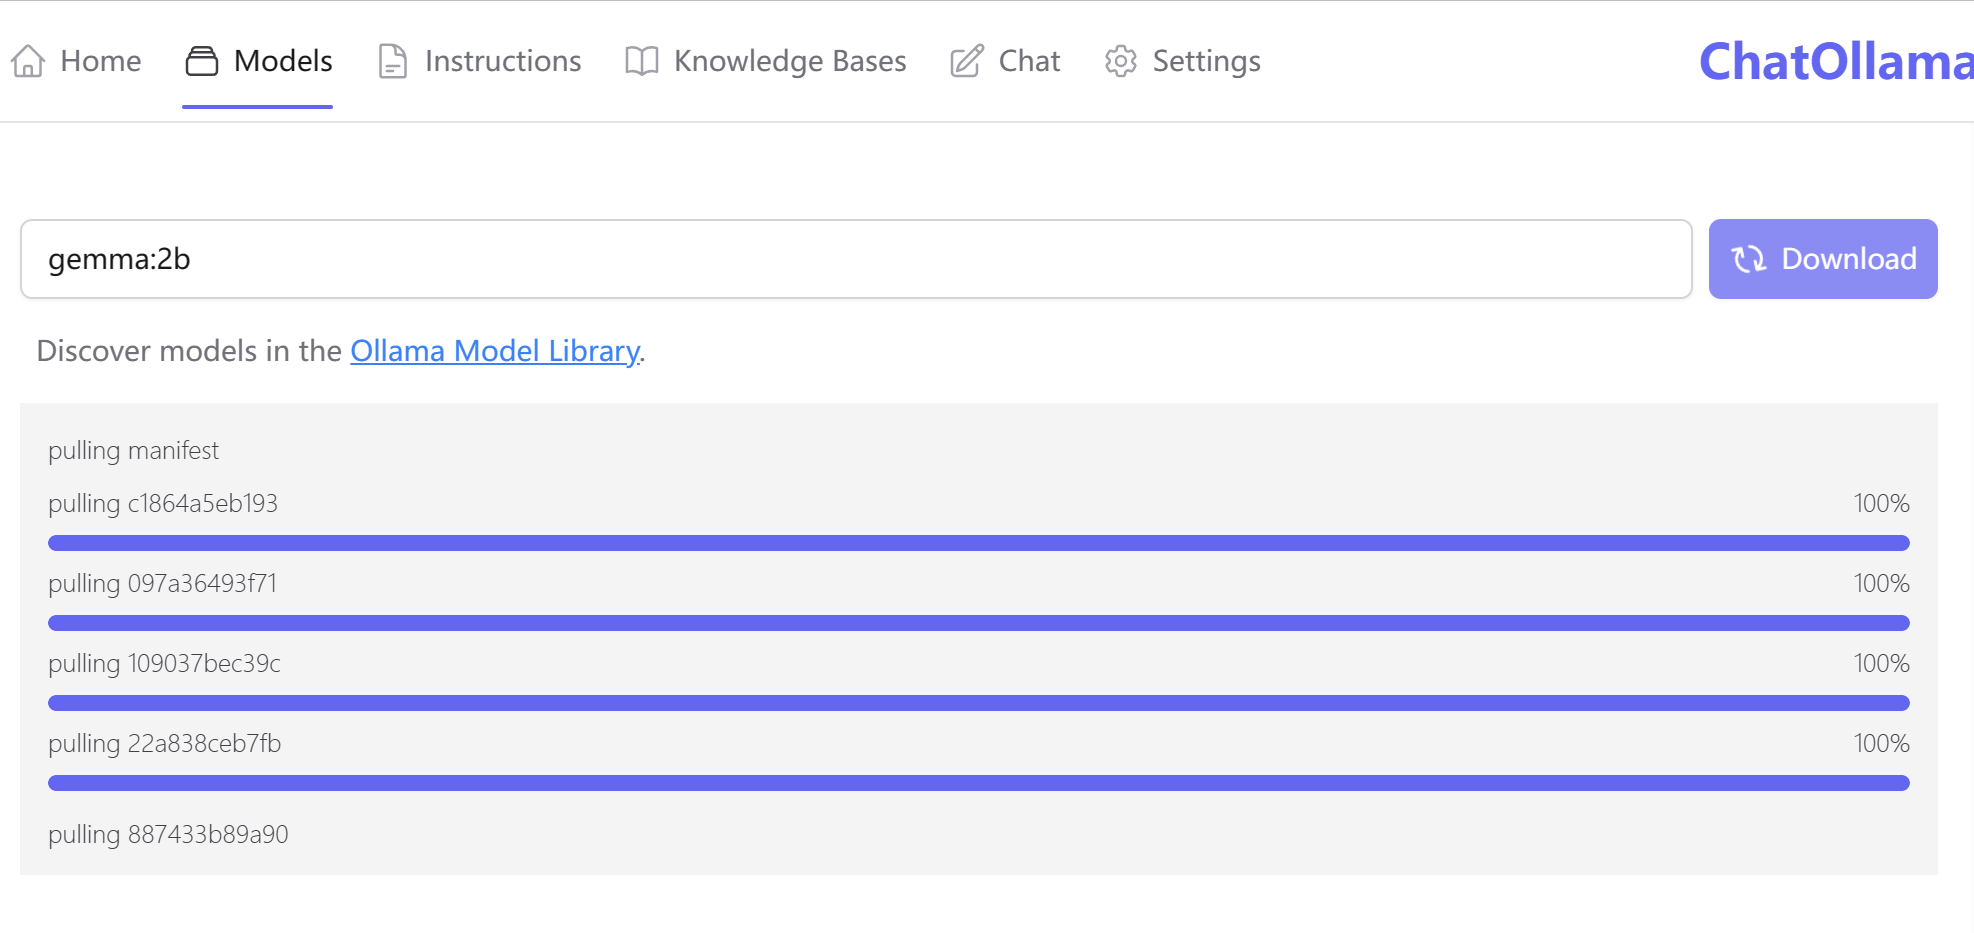 Home Models Instructions Knowledge Bases Chat Settings ChatOllama
gemma:2b Download
Discover models in the Ollama Model Library.
pulling manifest
pulling c1864a5eb193 100%
pulling 097a36493f71 100%
pulling 109037bec39c 100%
pulling 22a838ceb7fb 100%
pulling 887433b89a90